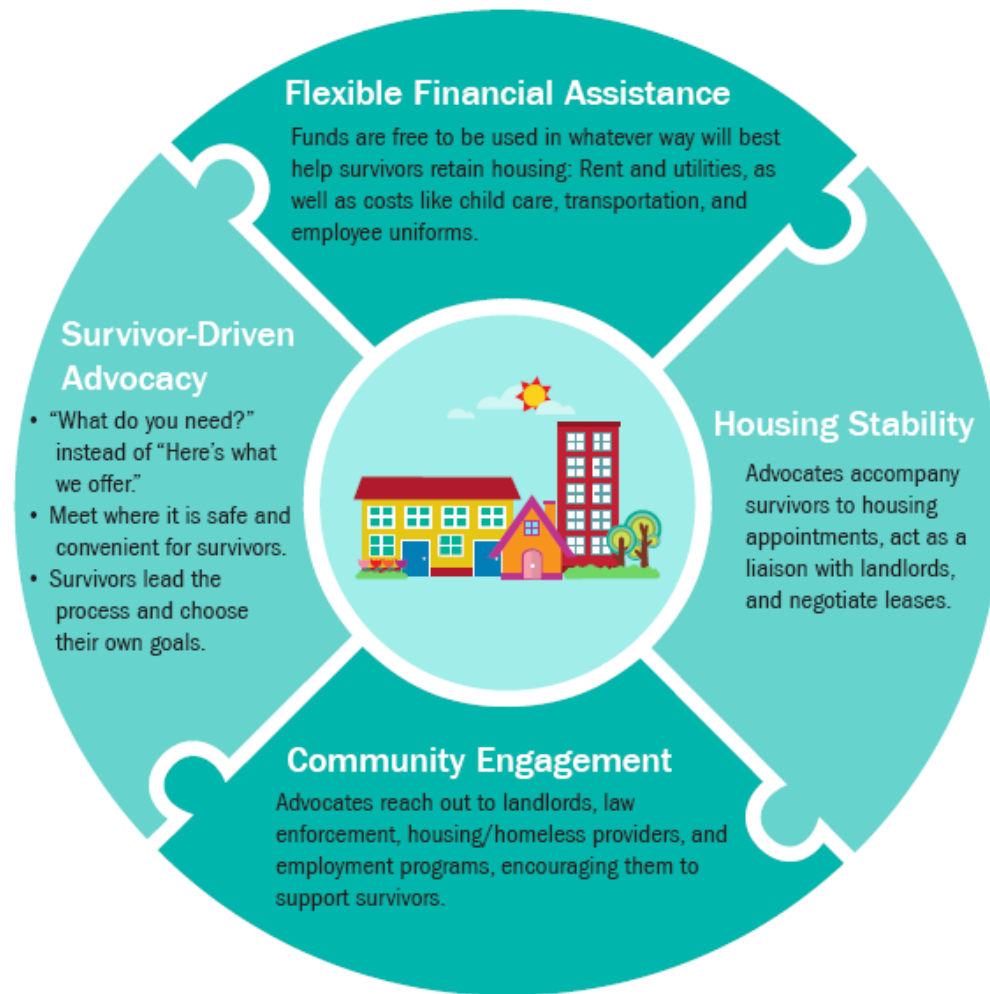 Flexible Financial Assistance
Funds are free to be used in whatever way will best
help survivors retain housing: Rent and utilities, as
well as costs like child care, transportation, and
employee uniforms.
Survivor-Driven
Advocacy
• “What do you need?”
instead of “Here’s what
we offer.”
• Meet where it is safe and
convenient for survivors.
• Survivors lead the
process and choose
their own goals.
Housing Stability
Advocates accompany
survivors to housing
appointments, act as a
liaison with landlords,
and negotiate leases.
Community Engagement
Advocates reach out to landlords, law
enforcement, housing/homeless providers, and
employment programs, encouraging them to
support survivors.